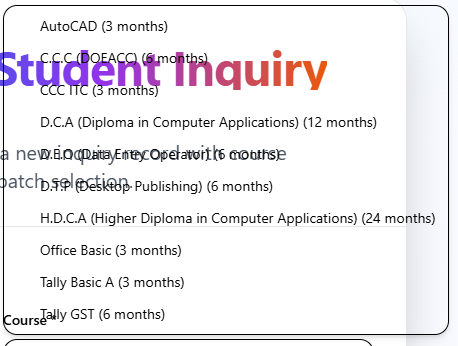 AutoCAD (3 months)
C.C.C (DOEACC) (6 months)
Student Inquiry
CCC ITC (3 months)
D.C.A (Diploma in Computer Applications) (12 months)
D.E.O (Data Entry Operator) (6 months)
a new inquiry record with course
batch selection
D.T.P (Desktop Publishing) (6 months)
H.D.C.A (Higher Diploma in Computer Applications) (24 months)
Office Basic (3 months)
Tally Basic A (3 months)
Tally GST (6 months)
Course *